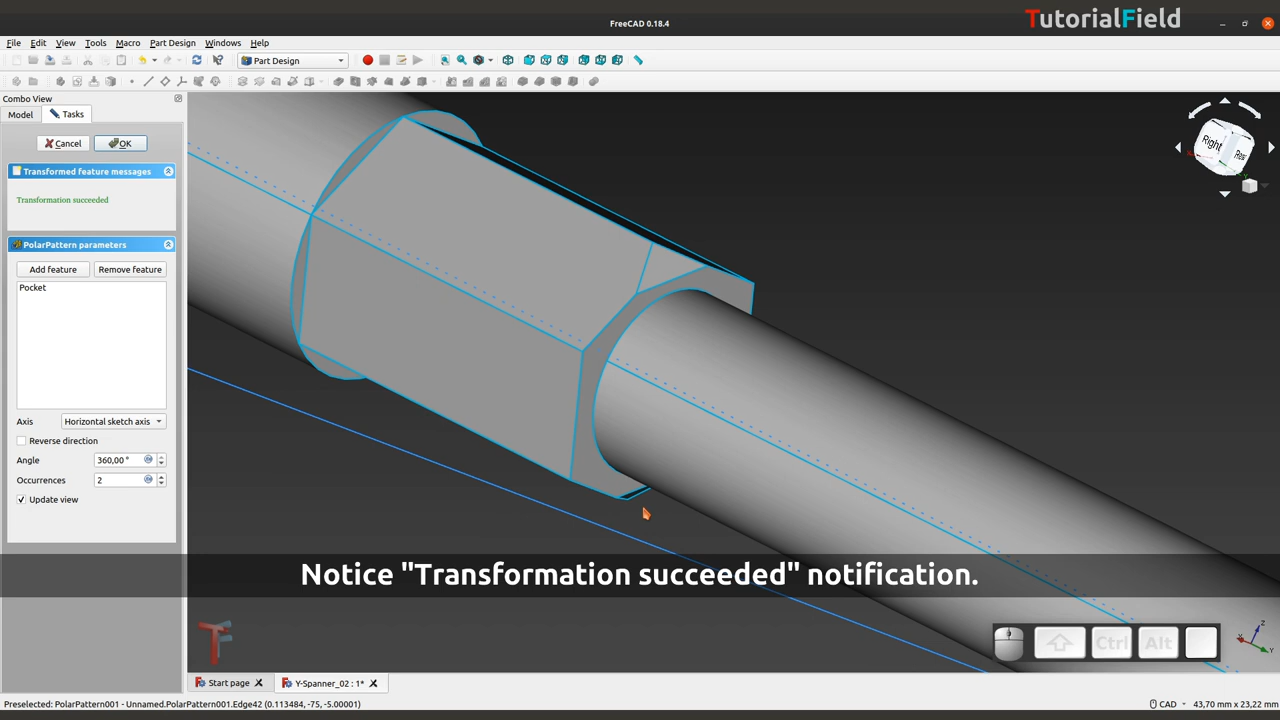 FreeCAD 0.18.4
TutorialField
File Edit View Tools Macro Part Design Windows Help
Part Design
Combo View
Model Tasks
Cancel OK
Transformed feature messages
Transformation succeeded
PolarPattern parameters
Add feature Remove feature
Pocket
Axis Horizontal sketch axis
Reverse direction
Angle 360,00 °
Occurrences 2
Update view
Right
Notice "Transformation succeeded" notification.
Ctrl Alt
Start page Y-Spanner_02 : 1*
Preselected: PolarPattern001 - Unnamed.PolarPattern001.Edge42 (0.113484, -75, -5.00001) CAD 43,70 mm x 23,22 mm